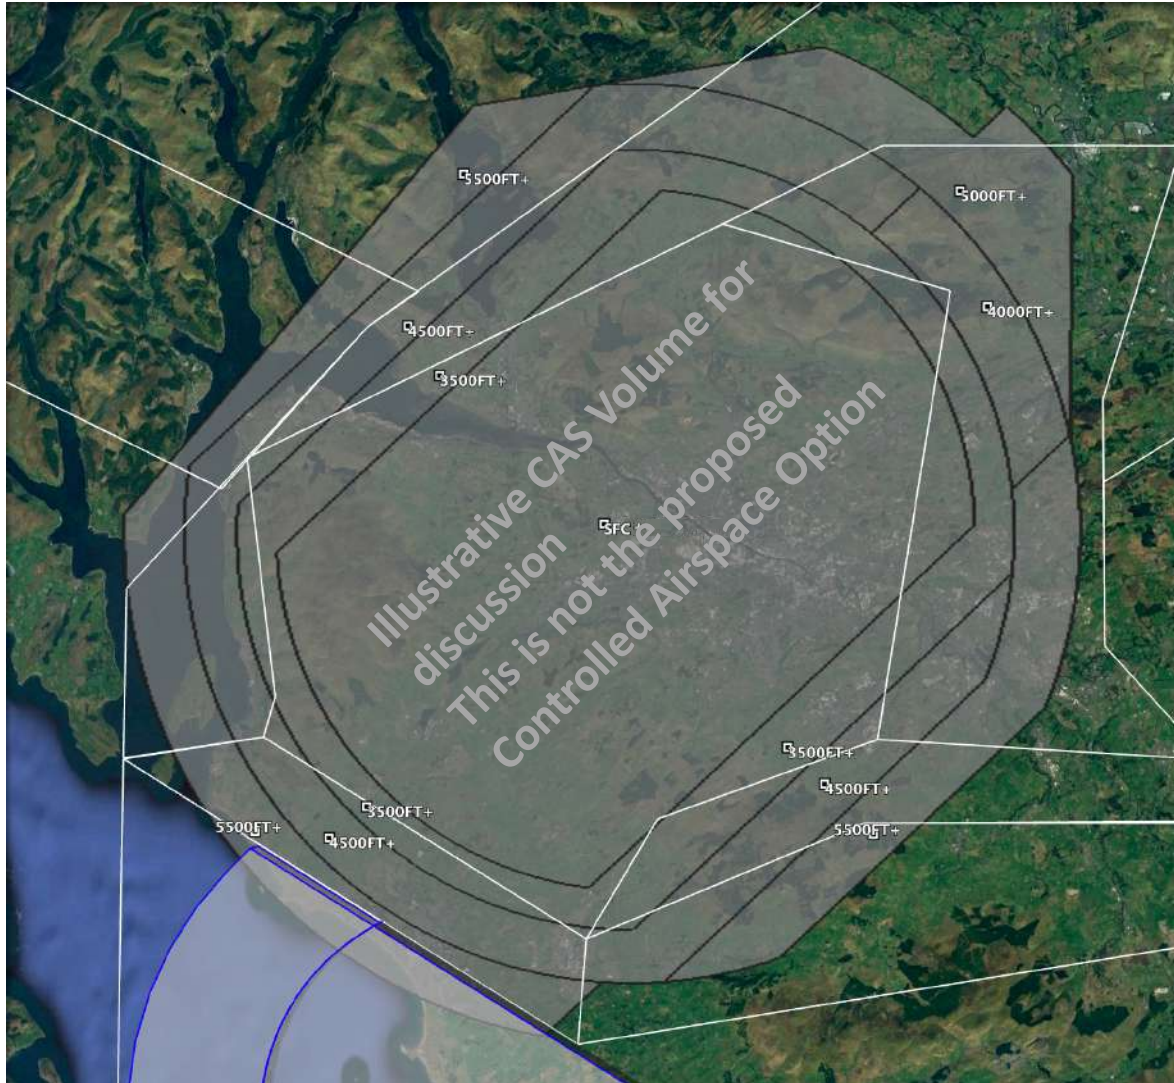 5500FT+
5000FT+
4000FT+
4500FT+
3500FT+
Illustrative CAS Volume for
discussion
This is not the proposed
Controlled Airspace Option
SFC
3500FT+
4500FT+
5500FT+
3500FT+
5500FT+
4500FT+